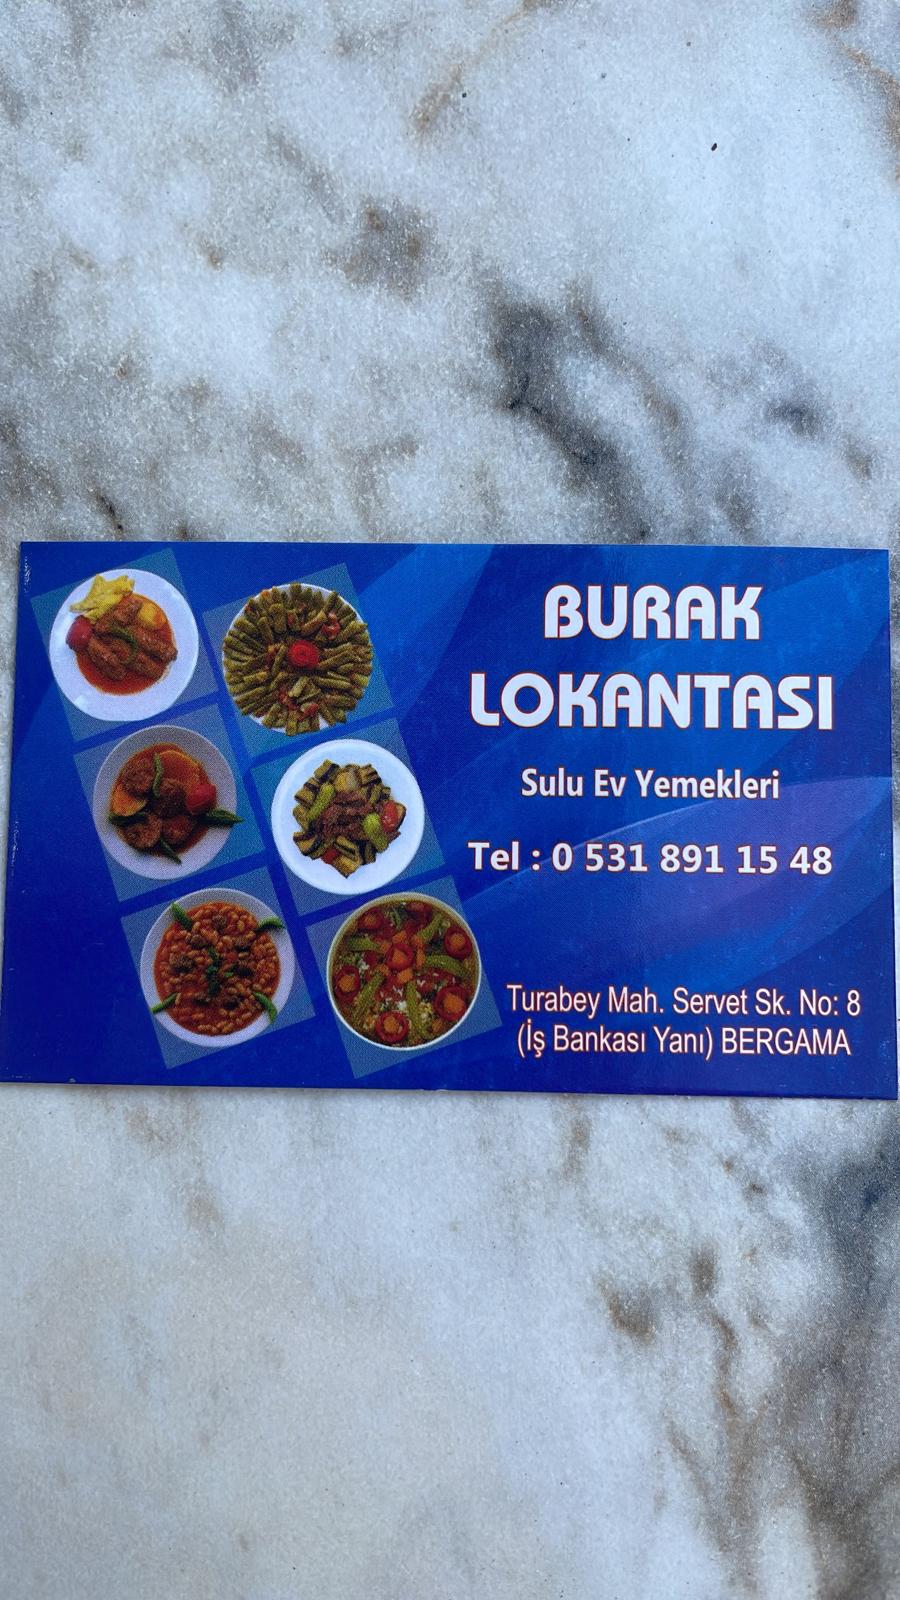 BURAK
LOKANTASI
Sulu Ev Yemekleri
Tel : 0 531 891 15 48
Turabey Mah. Servet Sk. No: 8
(İş Bankası Yanı) BERGAMA